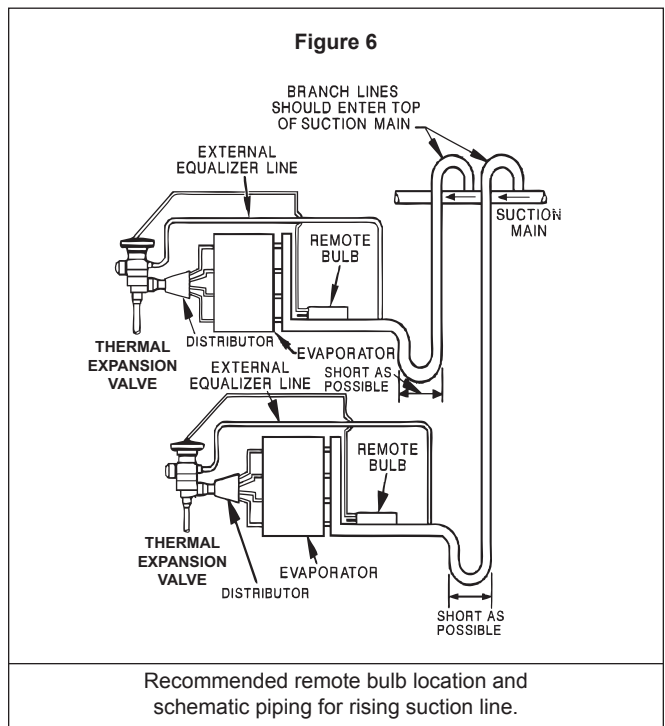 Figure 6
BRANCH LINES
SHOULD ENTER TOP
OF SUCTION MAIN
EXTERNAL
EQUALIZER LINE
SUCTION
MAIN
REMOTE
BULB
DISTRIBUTOR
EVAPORATOR
THERMAL
EXPANSION
VALVE
SHORT AS
POSSIBLE
EXTERNAL
EQUALIZER LINE
REMOTE
BULB
THERMAL
EXPANSION
VALVE
EVAPORATOR
DISTRIBUTOR
SHORT AS
POSSIBLE
Recommended remote bulb location and
schematic piping for rising suction line.